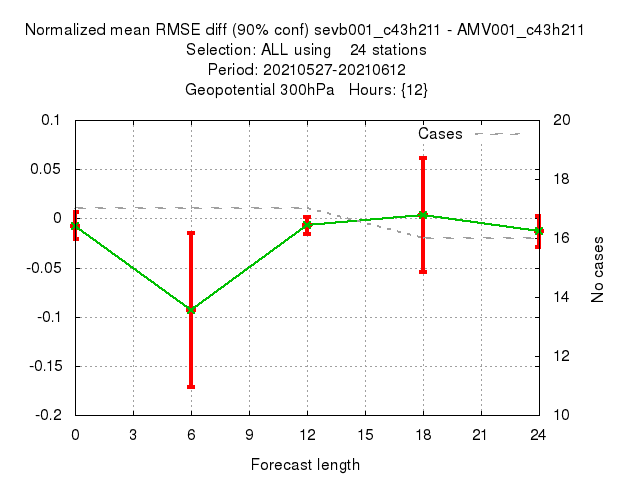 Normalized mean RMSE diff (90% conf) sevb001_c43h211 - AMV001_c43h211
Selection: ALL using    24 stations
Period: 20210527-20210612
Geopotential 300hPa   Hours: {12}
Cases
0.1
0.05
0
-0.05
-0.1
-0.15
-0.2
20
18
16
14
12
10
No cases
0 3 6 9 12 15 18 21 24
Forecast length